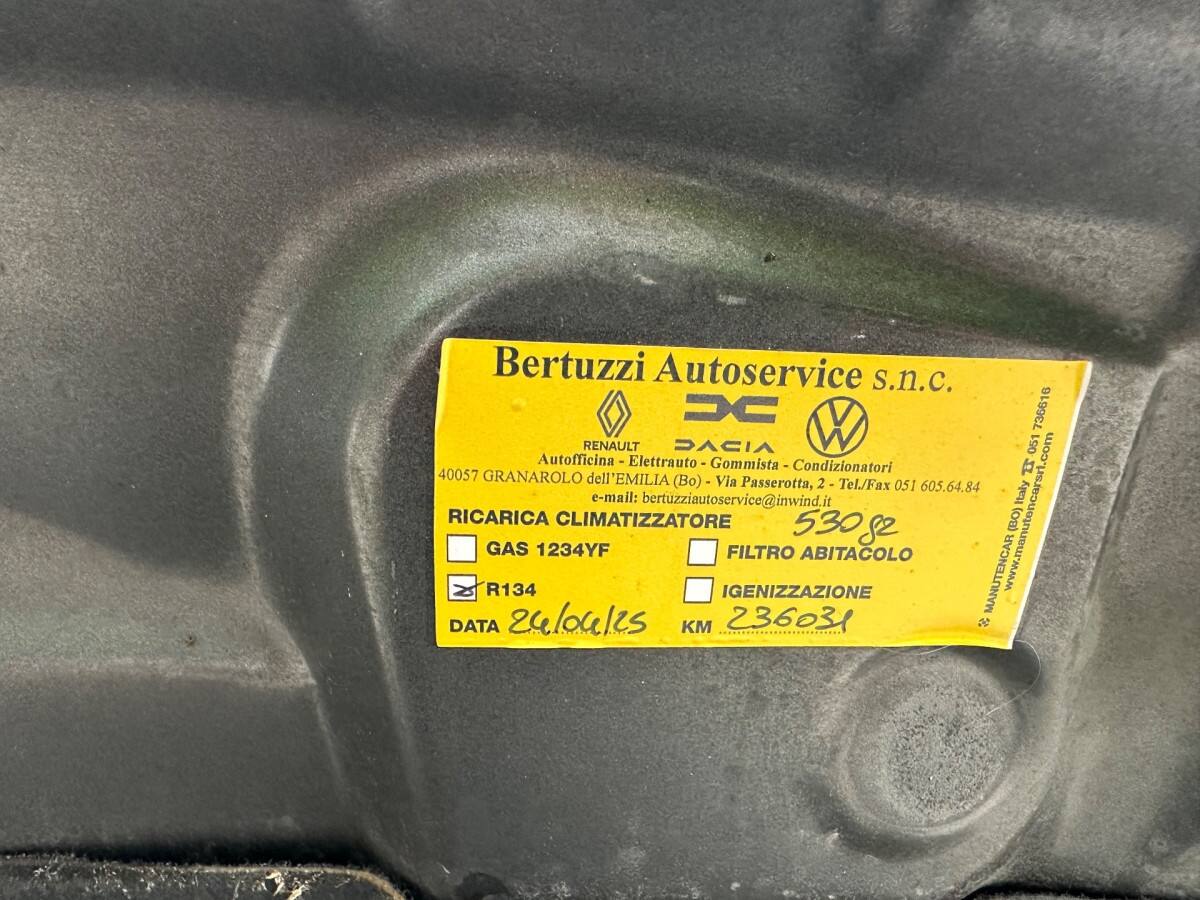 Bertuzzi Autoservice s.n.c.
RENAULT
DACIA
Autofficina - Elettrauto - Gommista - Condizionatori
40057 GRANAROLO dell'EMILIA (Bo) - Via Passerotta, 2 - Tel./Fax 051 605.64.84
e-mail: bertuzziautoservice@inwind.it
RICARICA CLIMATIZZATORE 530 gr
GAS 1234YF
FILTRO ABITACOLO
R134
IGENIZZAZIONE
DATA 24/04/25 KM 236031
MANUTENCAR (BO) Italy ☎ 051 736616
www.manutencarsrl.com